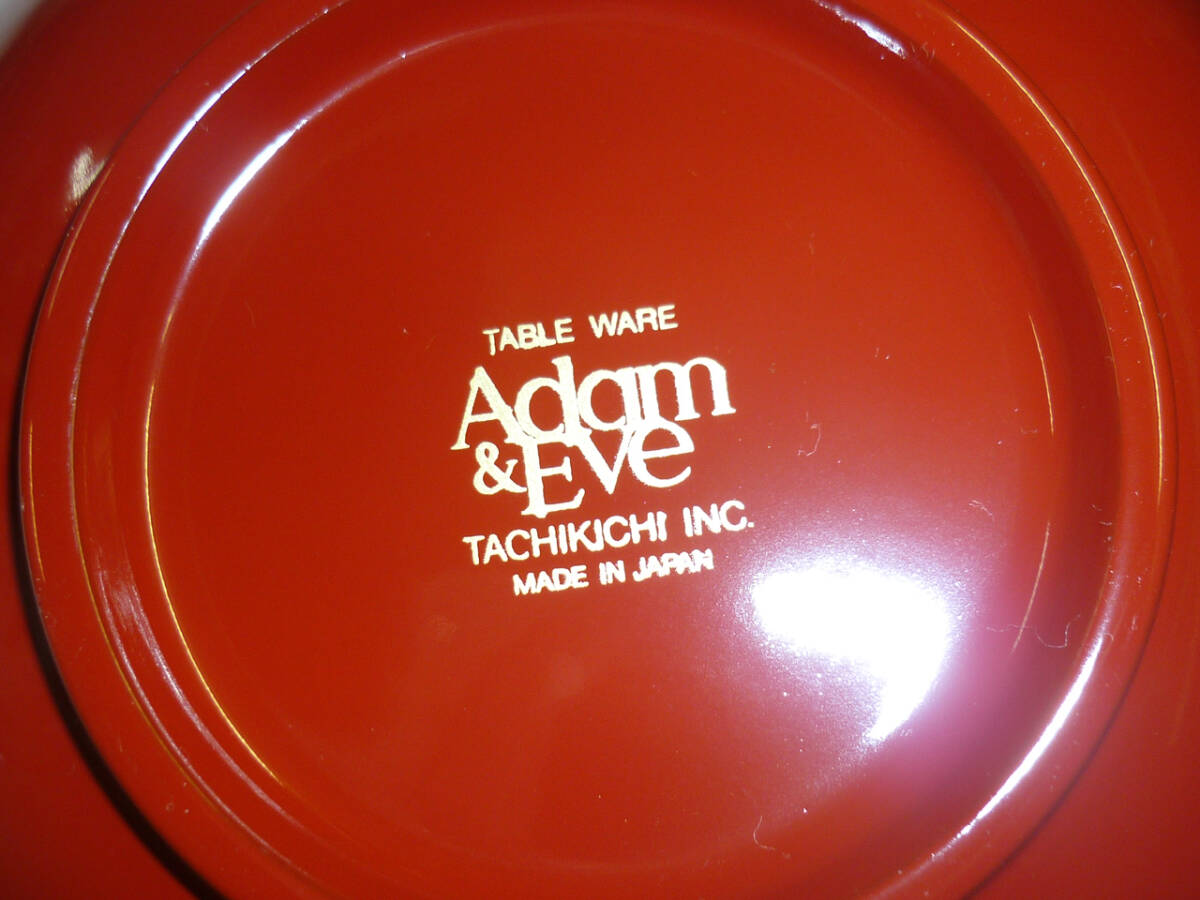 TABLE WARE
Adam
&Eve
TACHIKICHI INC.
MADE IN JAPAN